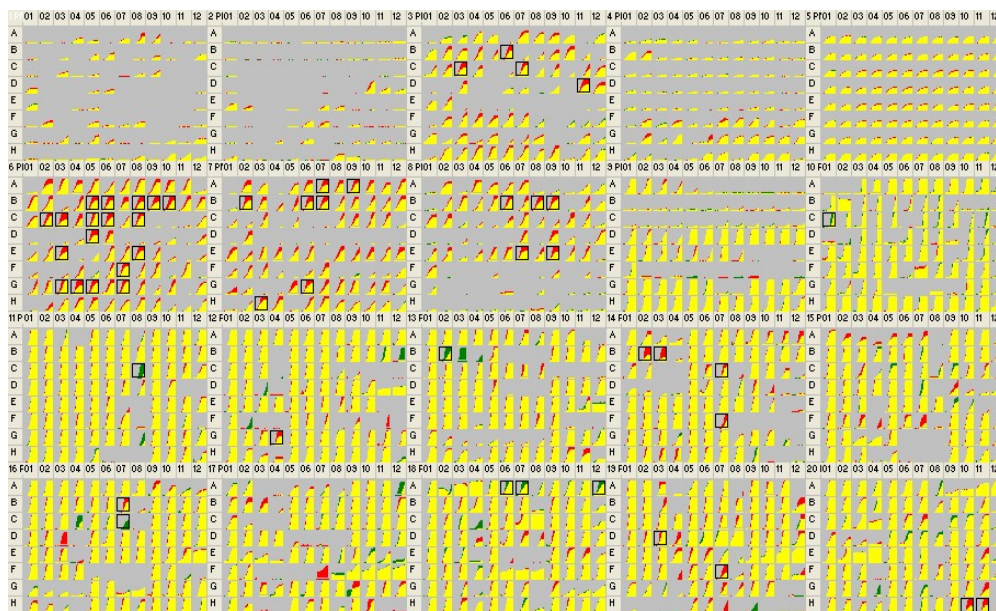 01 02 03 04 05 06 07 08 09 10 11 12 2 PI01 02 03 04 05 06 07 08 09 10 11 12 3 PI01 02 03 04 05 06 07 08 09 10 11 12 4 PI01 02 03 04 05 06 07 08 09 10 11 12 5 PI01 02 03 04 05 06 07 08 09 10 11 12
A A A A A
B B B B B
C C C C C
D D D D D
E E E E E
F F F F F
G G G G G
H H H H H
6 PI01 02 03 04 05 06 07 08 09 10 11 12 7 PI01 02 03 04 05 06 07 08 09 10 11 12 8 PI01 02 03 04 05 06 07 08 09 10 11 12 9 PI01 02 03 04 05 06 07 08 09 10 11 12 10 F01 02 03 04 05 06 07 08 09 10 11 12
A A A A A
B B B B B
C C C C C
D D D D D
E E E E E
F F F F F
G G G G G
H H H H H
11 P01 02 03 04 05 06 07 08 09 10 11 12 12 F01 02 03 04 05 06 07 08 09 10 11 12 13 F01 02 03 04 05 06 07 08 09 10 11 12 14 F01 02 03 04 05 06 07 08 09 10 11 12 15 F01 02 03 04 05 06 07 08 09 10 11 12
A A A A A
B B B B B
C C C C C
D D D D D
E E E E E
F F F F F
G G G G G
H H H H H
16 F01 02 03 04 05 06 07 08 09 10 11 12 17 F01 02 03 04 05 06 07 08 09 10 11 12 18 F01 02 03 04 05 06 07 08 09 10 11 12 19 F01 02 03 04 05 06 07 08 09 10 11 12 20 I01 02 03 04 05 06 07 08 09 10 11 12
A A A A A
B B B B B
C C C C C
D D D D D
E E E E E
F F F F F
G G G G G
H H H H H